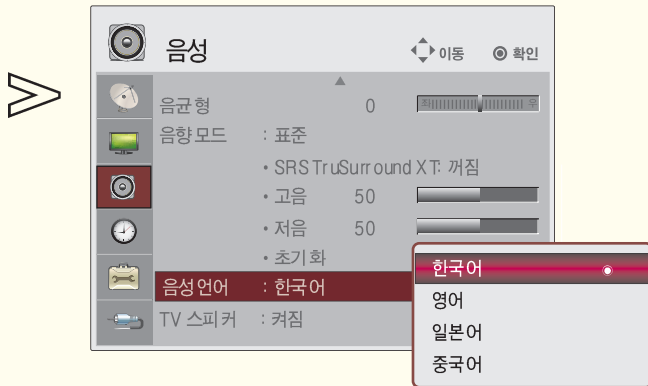 음성
이동 확인
음균형 0 좌 우
음향모드 : 표준
• SRS TruSurround XT: 꺼짐
• 고음 50
• 저음 50
• 초기화
음성언어 : 한국어
TV 스피커 : 켜짐
한국어
영어
일본어
중국어